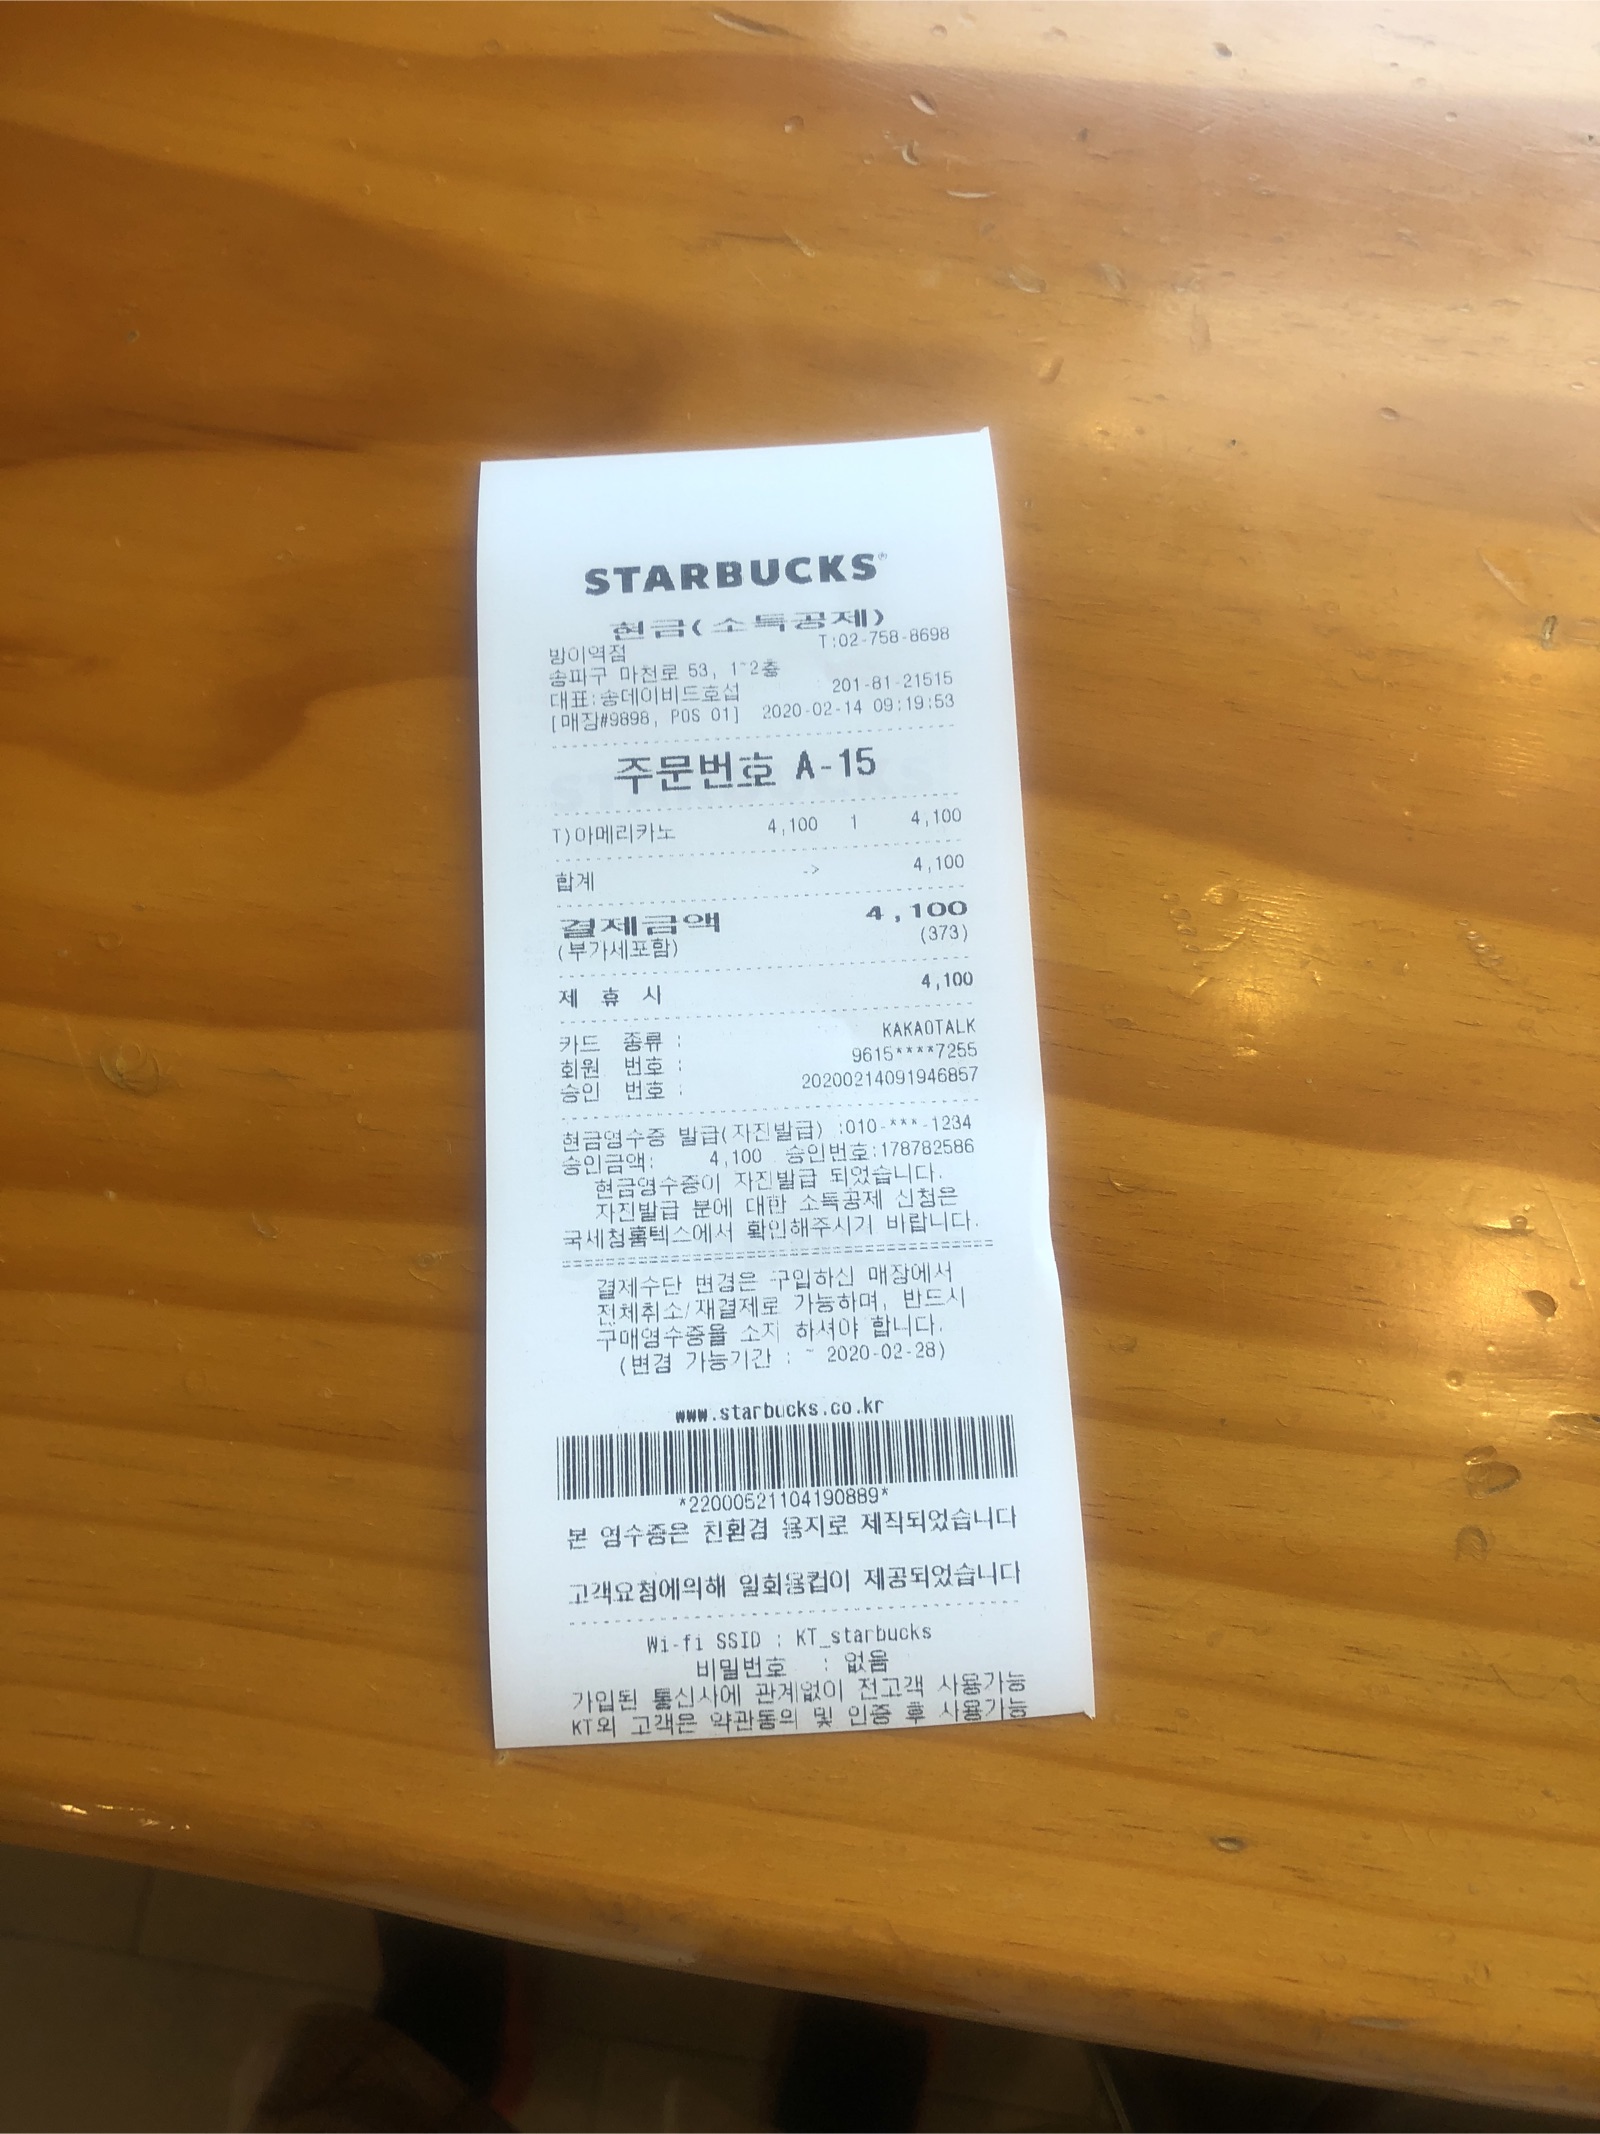 STARBUCKS®
현금(소득공제)
방이역점 T:02-758-8698
송파구 마천로 53, 1~2층
대표:송데이비드호섭 201-81-21515
[매장#9898, POS 01] 2020-02-14 09:19:53
주문번호 A-15
T)아메리카노 4,100 1 4,100
합계 -> 4,100
결제금액 4,100
(부가세포함) (373)
제 휴 사 4,100
카드 종류 : KAKAOTALK
회원 번호 : 9615****7255
승인 번호 : 20200214091946857
현금영수증 발급(자진발급) :010-***-1234
승인금액: 4,100 승인번호:178782586
현금영수증이 자진발급 되었습니다.
자진발급 분에 대한 소득공제 신청은
국세청홈텍스에서 확인해주시기 바랍니다.
결제수단 변경은 구입하신 매장에서
전체취소/재결제로 가능하며, 반드시
구매영수증을 소지 하셔야 합니다.
(변경 가능기간 : ~ 2020-02-28)
www.starbucks.co.kr
*22000521104190889*
본 영수증은 친환경 용지로 제작되었습니다
고객요청에의해 일회용컵이 제공되었습니다
Wi-fi SSID : KT_starbucks
비밀번호 : 없음
가입된 통신사에 관계없이 전고객 사용가능
KT외 고객은 약관동의 및 인증 후 사용가능